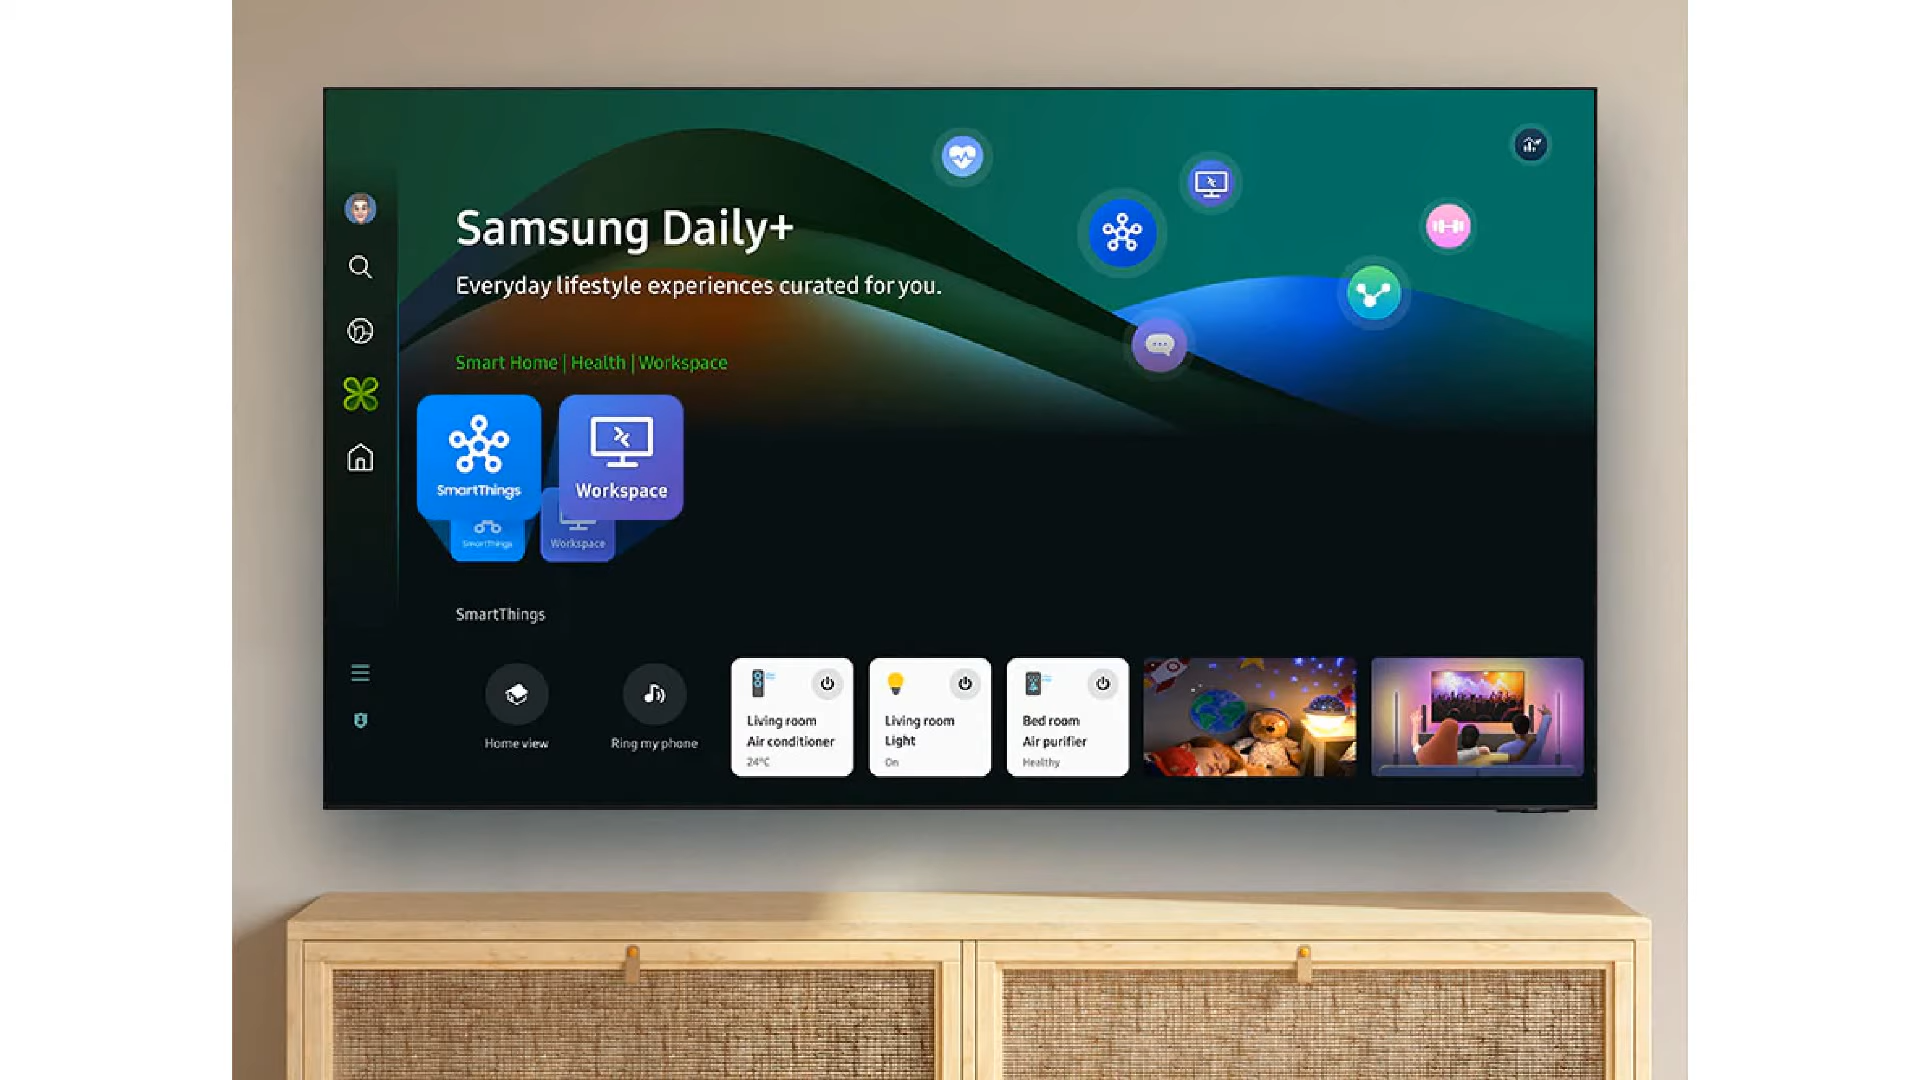 Samsung Daily+
Everyday lifestyle experiences curated for you.
Smart Home | Health | Workspace
SmartThings
Workspace
SmartThings
Workspace
SmartThings
Home view
Ring my phone
Living room
Air conditioner
24°C
Living room
Light
On
Bed room
Air purifier
Healthy